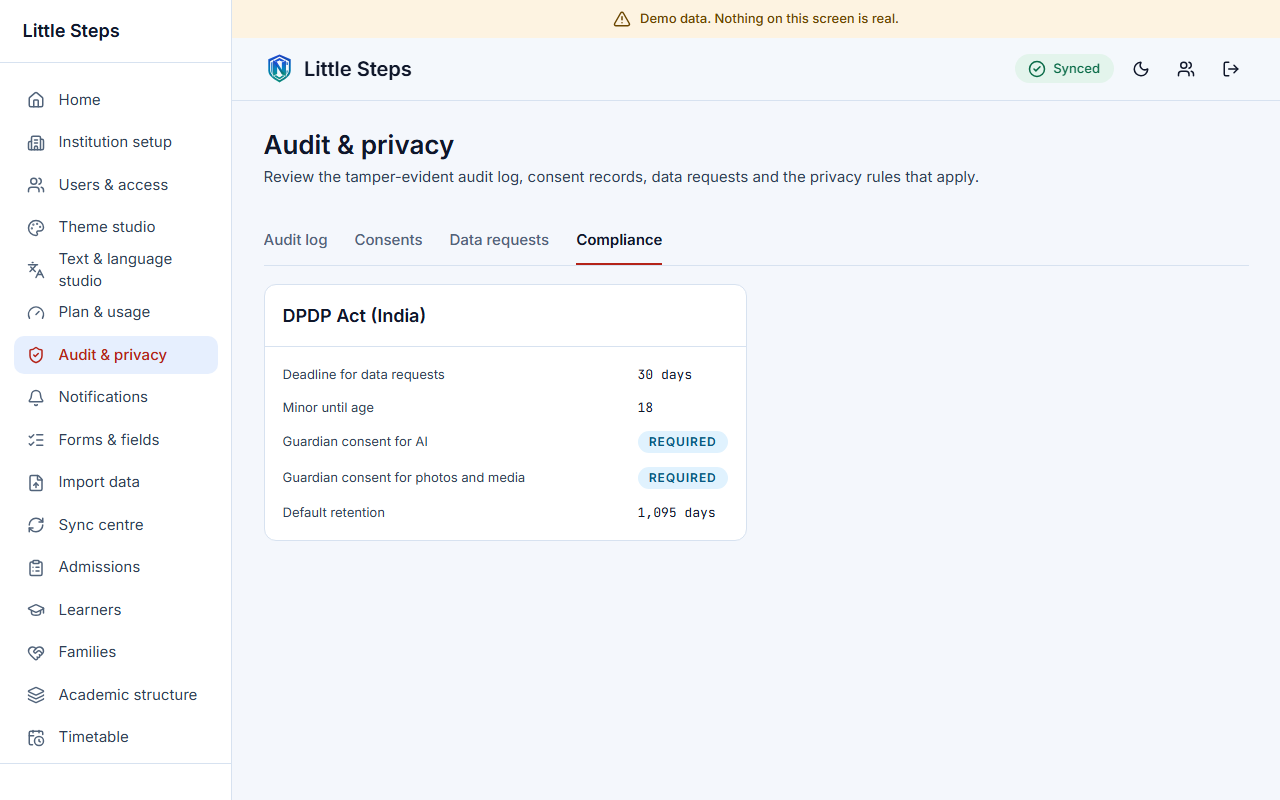 Little Steps
Home
Institution setup
Users & access
Theme studio
Text & language
studio
Plan & usage
Audit & privacy
Notifications
Forms & fields
Import data
Sync centre
Admissions
Learners
Families
Academic structure
Timetable
Demo data. Nothing on this screen is real.
Little Steps
Synced
Audit & privacy
Review the tamper-evident audit log, consent records, data requests and the privacy rules that apply.
Audit log Consents Data requests Compliance
DPDP Act (India)
Deadline for data requests 30 days
Minor until age 18
Guardian consent for AI REQUIRED
Guardian consent for photos and media REQUIRED
Default retention 1,095 days